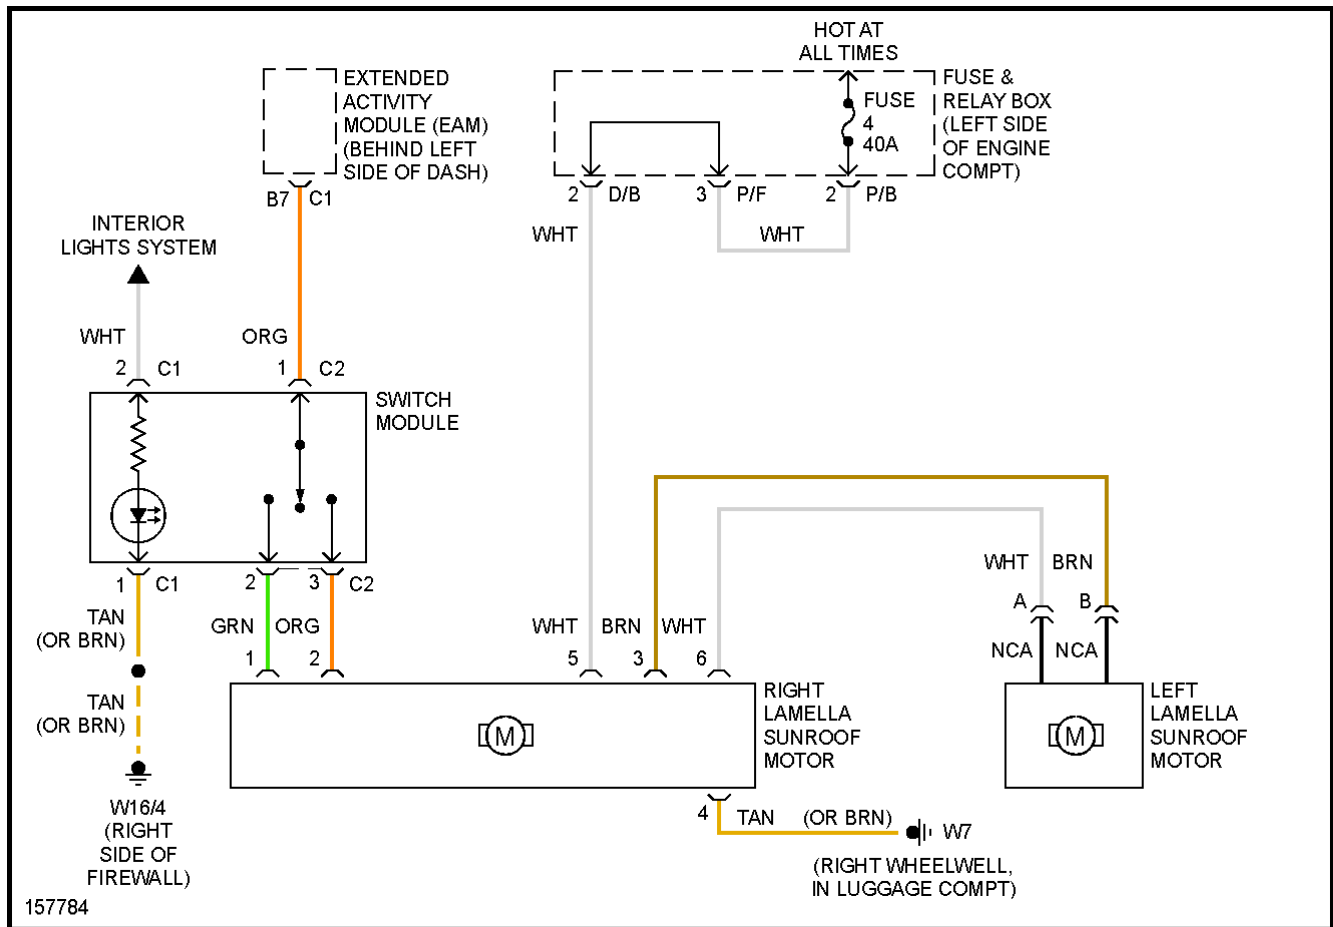 HOT AT
ALL TIMES
EXTENDED
ACTIVITY
MODULE (EAM)
(BEHIND LEFT
SIDE OF DASH)
FUSE
4
40A
FUSE &
RELAY BOX
(LEFT SIDE
OF ENGINE
COMPT)
B7 C1
2 D/B
3 P/F
2 P/B
INTERIOR
LIGHTS SYSTEM
WHT
WHT
WHT
ORG
2 C1
1 C2
SWITCH
MODULE
1 C1
2
3 C2
TAN
(OR BRN)
GRN
ORG
WHT
BRN
WHT
1
2
5
3
6
WHT
BRN
A
B
NCA
NCA
TAN
(OR BRN)
M
RIGHT
LAMELLA
SUNROOF
MOTOR
M
LEFT
LAMELLA
SUNROOF
MOTOR
W16/4
(RIGHT
SIDE OF
FIREWALL)
4
TAN (OR BRN)
W7
(RIGHT WHEELWELL,
IN LUGGAGE COMPT)
157784